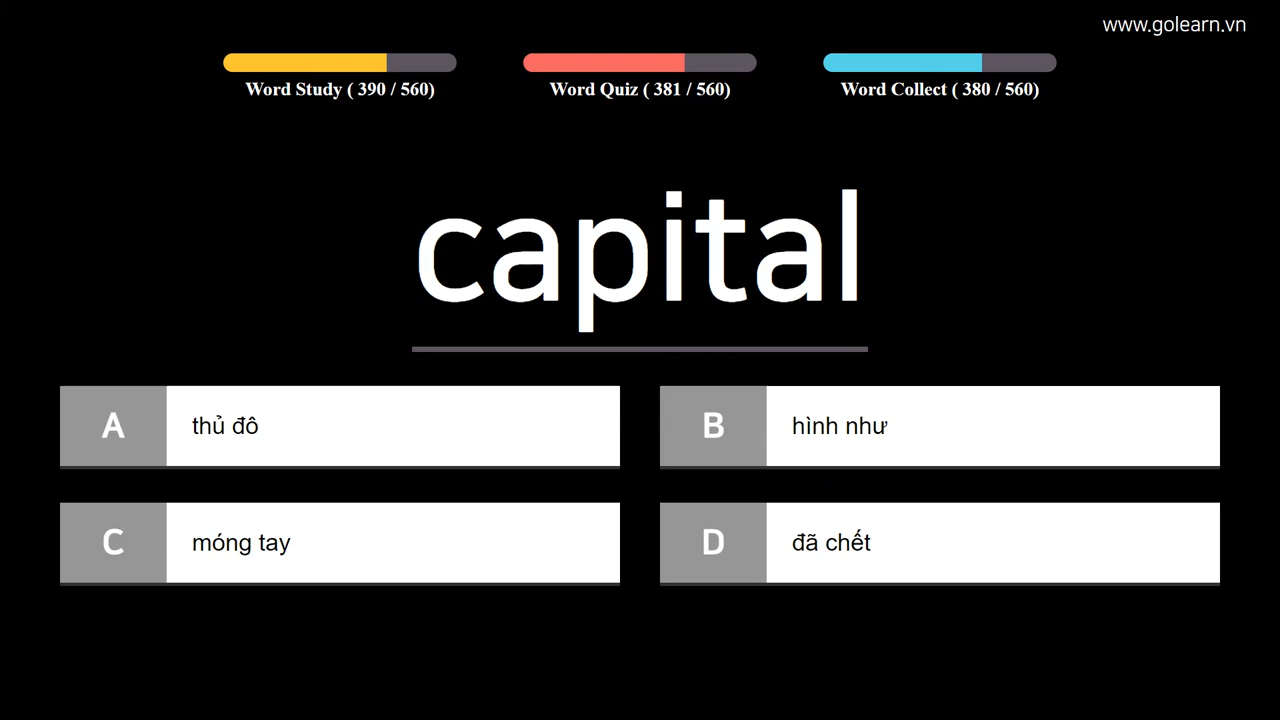 www.golearn.vn
Word Study ( 390 / 560)
Word Quiz ( 381 / 560)
Word Collect ( 380 / 560)
capital
A thủ đô
B hình như
C móng tay
D đã chết